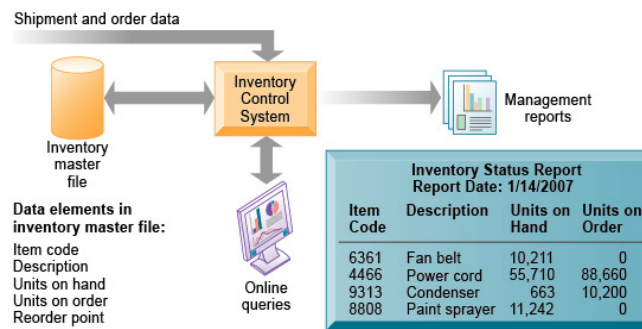 Shipment and order data
Inventory
Control
System
Inventory
master
file
Management
reports
Online
queries
Data elements in
inventory master file:
Item code
Description
Units on hand
Units on order
Reorder point
Inventory Status Report
Report Date: 1/14/2007
Item Code Description Units on Hand Units on Order
6361 Fan belt 10,211 0
4466 Power cord 55,710 88,660
9313 Condenser 663 10,200
8808 Paint sprayer 11,242 0